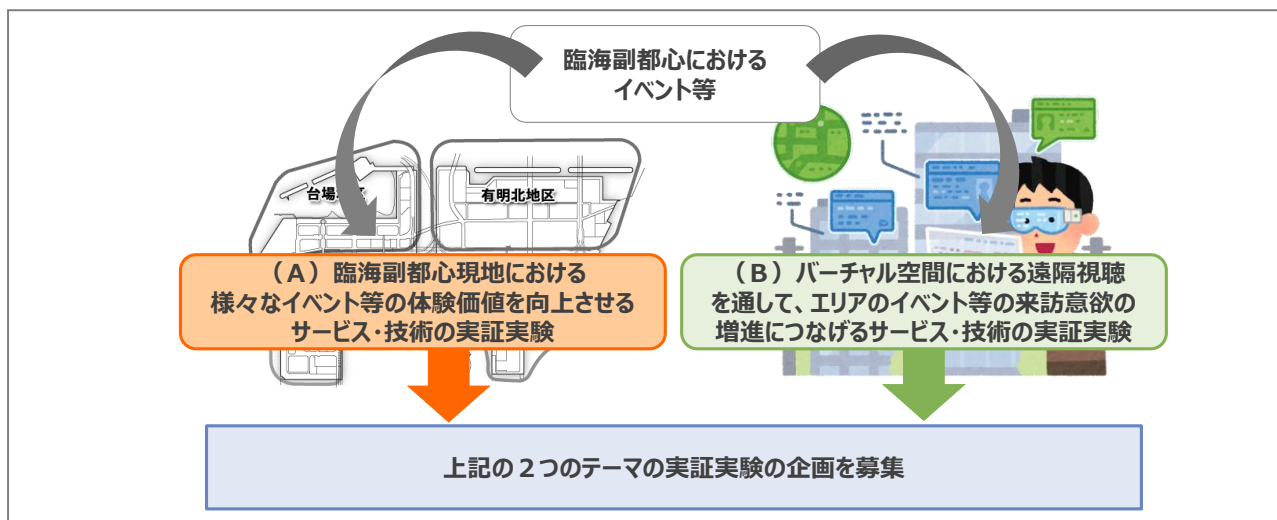 臨海副都心における
イベント等
台場
有明北地区
（A）臨海副都心現地における
様々なイベント等の体験価値を向上させる
サービス・技術の実証実験
（B）バーチャル空間における遠隔視聴
を通して、エリアのイベント等の来訪意欲の
増進につなげるサービス・技術の実証実験
上記の２つのテーマの実証実験の企画を募集